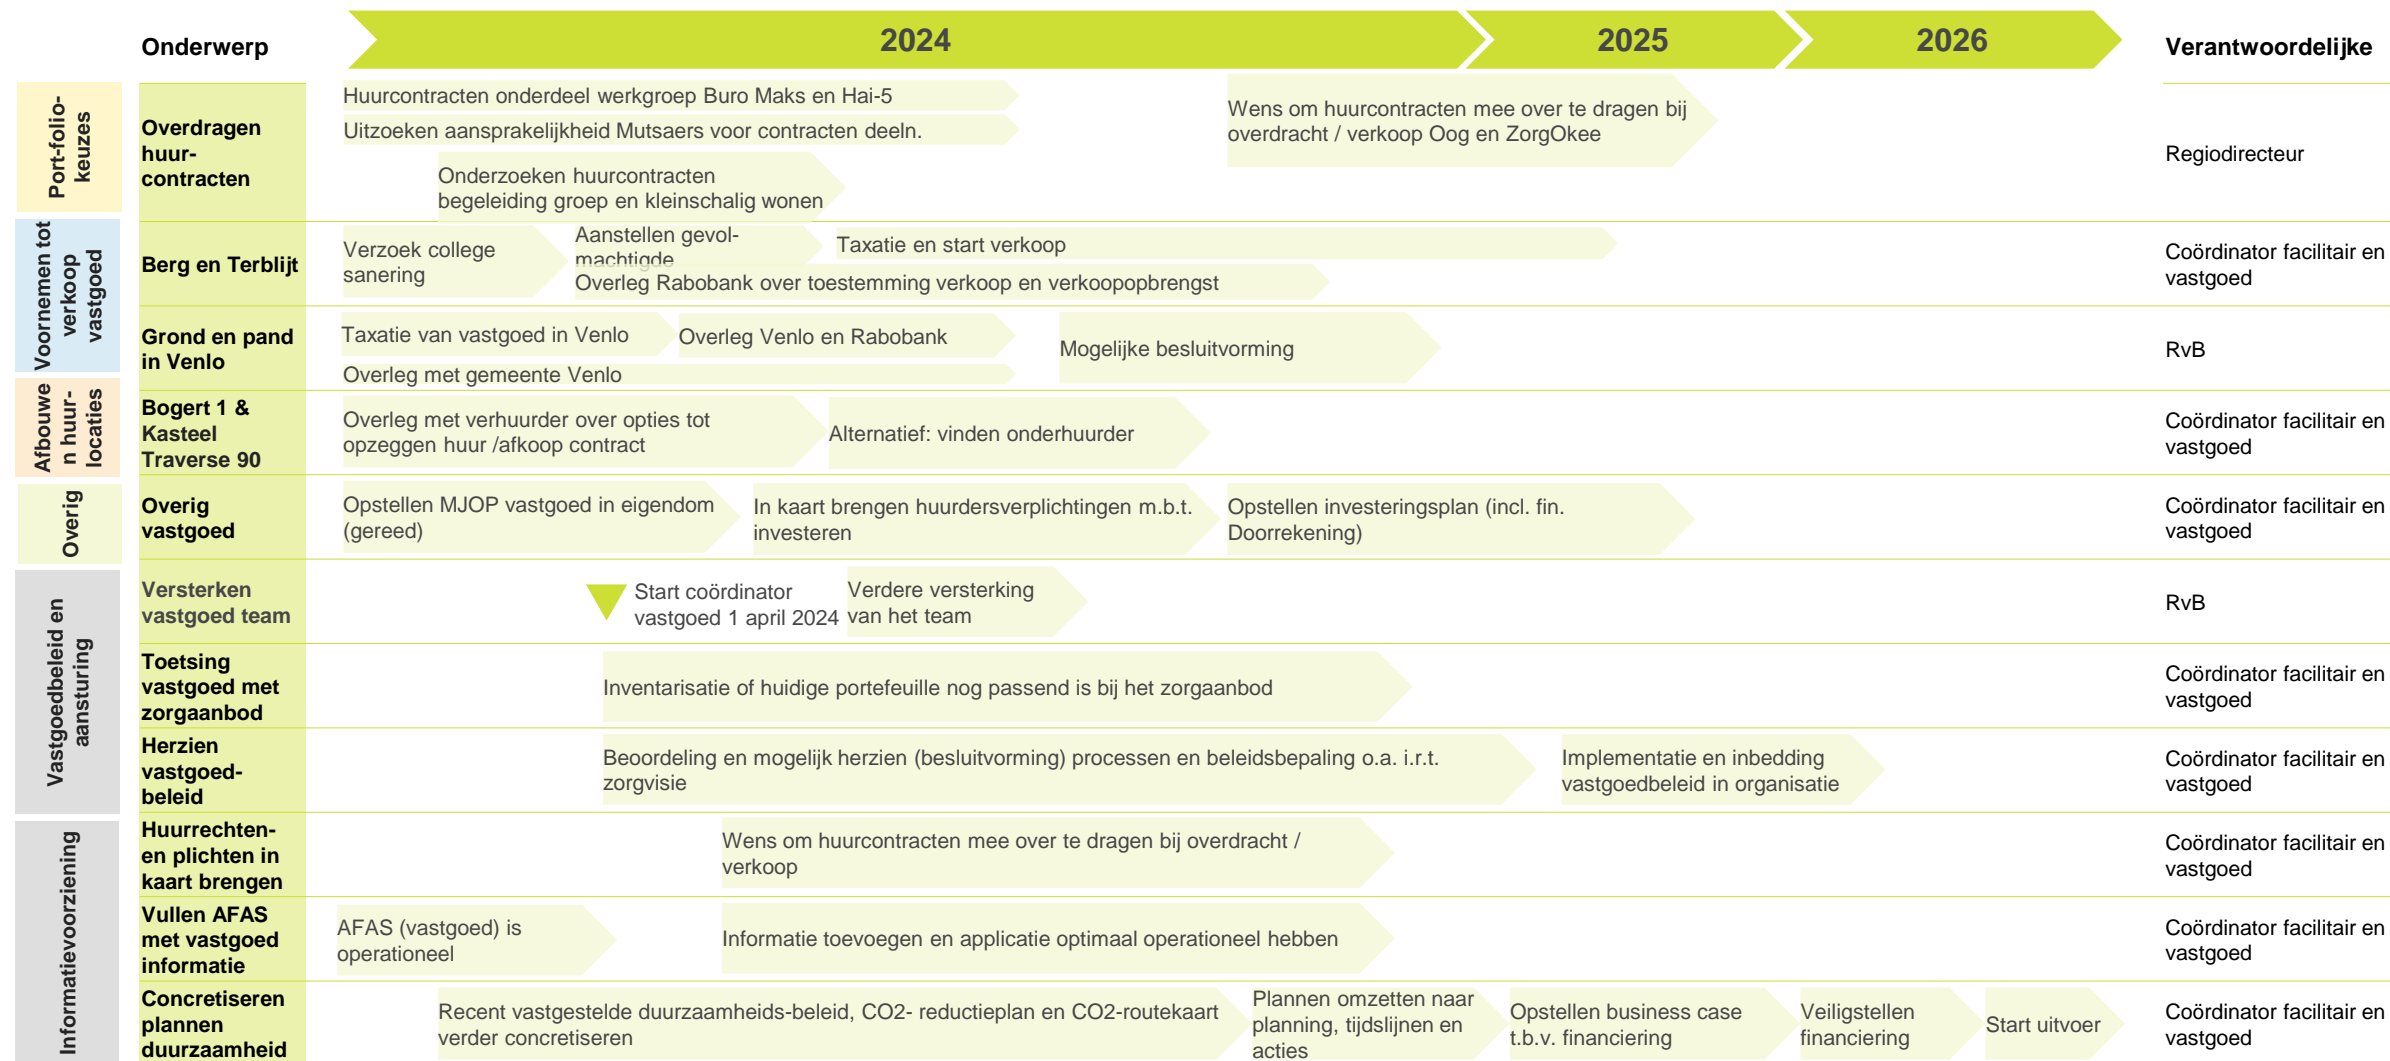 Onderwerp
2024
2025
2026
Verantwoordelijke
Port-folio-
keuzes
Overdragen
huur-
contracten
Huurcontracten onderdeel werkgroep Buro Maks en Hai-5
Uitzoeken aansprakelijkheid Mutsaers voor contracten deeln.
Onderzoeken huurcontracten
begeleiding groep en kleinschalig wonen
Wens om huurcontracten mee over te dragen bij
overdracht / verkoop Oog en ZorgOkee
Regiodirecteur
Voornemen tot
verkoop
vastgoed
Berg en Terblijt
Verzoek college
sanering
Aanstellen gevol-
machtigde
Taxatie en start verkoop
Overleg Rabobank over toestemming verkoop en verkoopopbrengst
Coördinator facilitair en
vastgoed
Grond en pand
in Venlo
Taxatie van vastgoed in Venlo
Overleg Venlo en Rabobank
Overleg met gemeente Venlo
Mogelijke besluitvorming
RvB
Afbouwe
n huur-
locaties
Bogert 1 &
Kasteel
Traverse 90
Overleg met verhuurder over opties tot
opzeggen huur /afkoop contract
Alternatief: vinden onderhuurder
Coördinator facilitair en
vastgoed
Overig
Overig
vastgoed
Opstellen MJOP vastgoed in eigendom
(gereed)
In kaart brengen huurdersverplichtingen m.b.t.
investeren
Opstellen investeringsplan (incl. fin.
Doorrekening)
Coördinator facilitair en
vastgoed
Vastgoedbeleid en
aansturing
Versterken
vastgoed team
Start coördinator
vastgoed 1 april 2024
Verdere versterking
van het team
RvB
Toetsing
vastgoed met
zorgaanbod
Inventarisatie of huidige portefeuille nog passend is bij het zorgaanbod
Coördinator facilitair en
vastgoed
Herzien
vastgoed-
beleid
Beoordeling en mogelijk herzien (besluitvorming) processen en beleidsbepaling o.a. i.r.t.
zorgvisie
Implementatie en inbedding
vastgoedbeleid in organisatie
Coördinator facilitair en
vastgoed
Informatievoorziening
Huurrechten-
en plichten in
kaart brengen
Wens om huurcontracten mee over te dragen bij overdracht /
verkoop
Coördinator facilitair en
vastgoed
Vullen AFAS
met vastgoed
informatie
AFAS (vastgoed) is
operationeel
Informatie toevoegen en applicatie optimaal operationeel hebben
Coördinator facilitair en
vastgoed
Concretiseren
plannen
duurzaamheid
Recent vastgestelde duurzaamheids-beleid, CO2- reductieplan en CO2-routekaart
verder concretiseren
Plannen omzetten naar
planning, tijdslijnen en
acties
Opstellen business case
t.b.v. financiering
Veiligstellen
financiering
Start uitvoer
Coördinator facilitair en
vastgoed